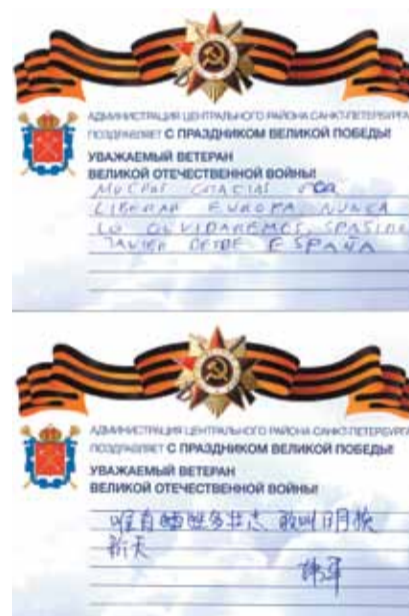 АДМИНИСТРАЦИЯ ЦЕНТРАЛЬНОГО РАЙОНА САНКТ-ПЕТЕРБУРГА
ПОЗДРАВЛЯЕТ С ПРАЗДНИКОМ ВЕЛИКОЙ ПОБЕДЫ!
УВАЖАЕМЫЙ ВЕТЕРАН
ВЕЛИКОЙ ОТЕЧЕСТВЕННОЙ ВОЙНЫ!
MUCHAS GRACIAS POR
LIBERAR EUROPA. NUNCA
LO OLVIDAREMOS, SPASIBO
JAVIER DESDE ESPAÑA
АДМИНИСТРАЦИЯ ЦЕНТРАЛЬНОГО РАЙОНА САНКТ-ПЕТЕРБУРГА
ПОЗДРАВЛЯЕТ С ПРАЗДНИКОМ ВЕЛИКОЙ ПОБЕДЫ!
УВАЖАЕМЫЙ ВЕТЕРАН
ВЕЛИКОЙ ОТЕЧЕСТВЕННОЙ ВОЙНЫ!
唯有牺牲多壮志 敢叫日月换
新天